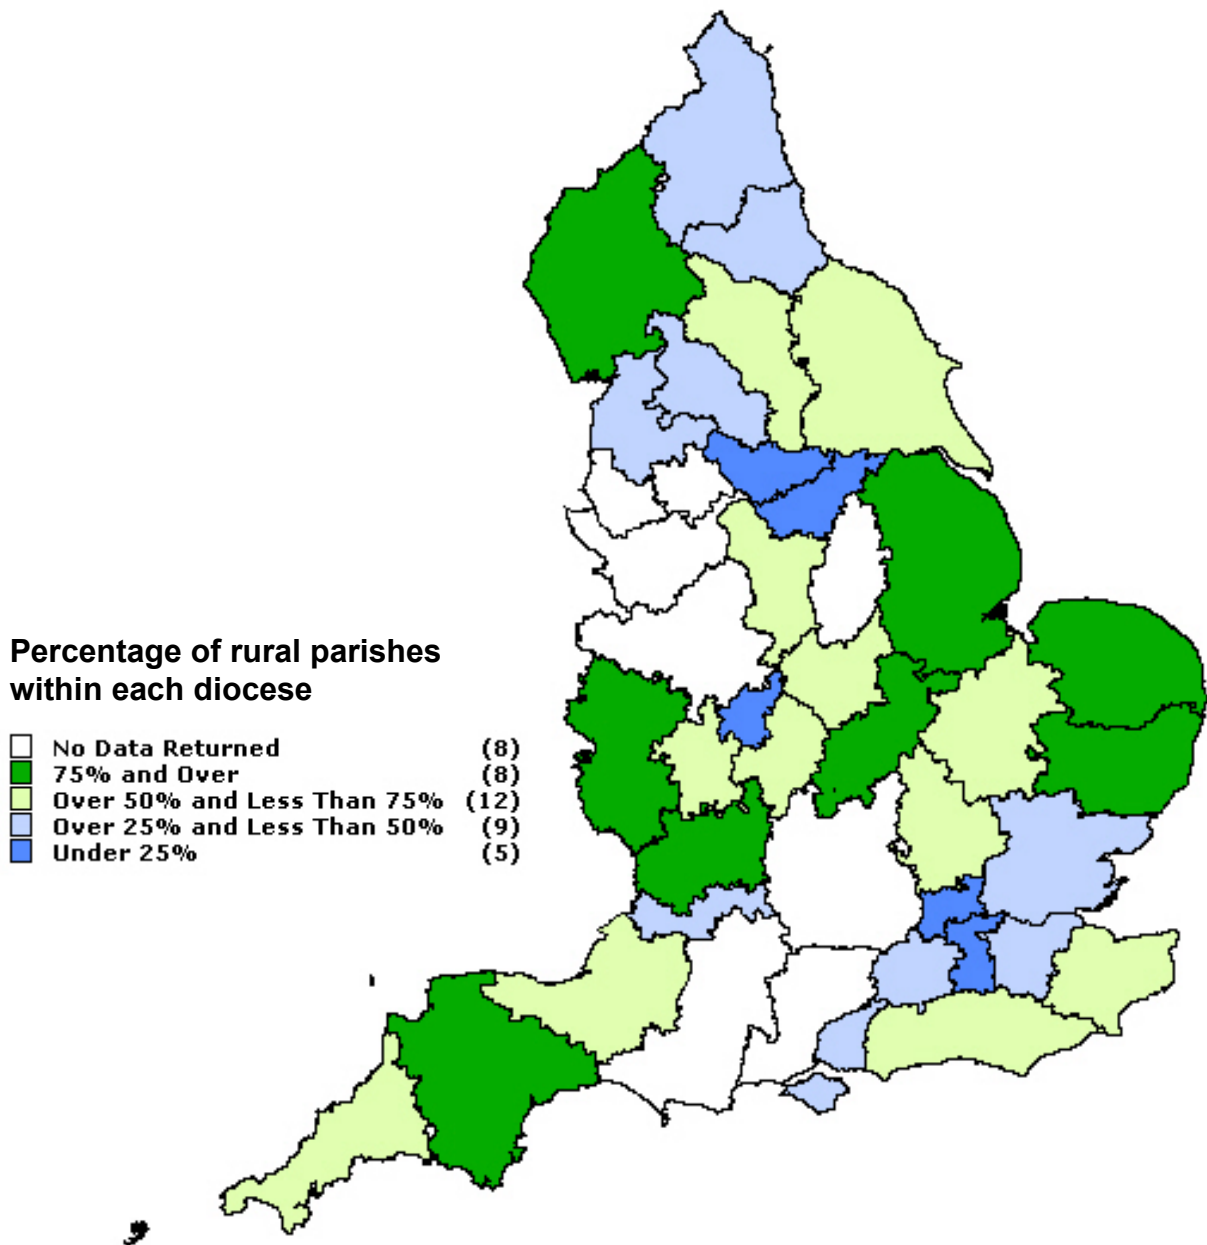 Percentage of rural parishes
within each diocese
No Data Returned (8)
75% and Over (8)
Over 50% and Less Than 75% (12)
Over 25% and Less Than 50% (9)
Under 25% (5)